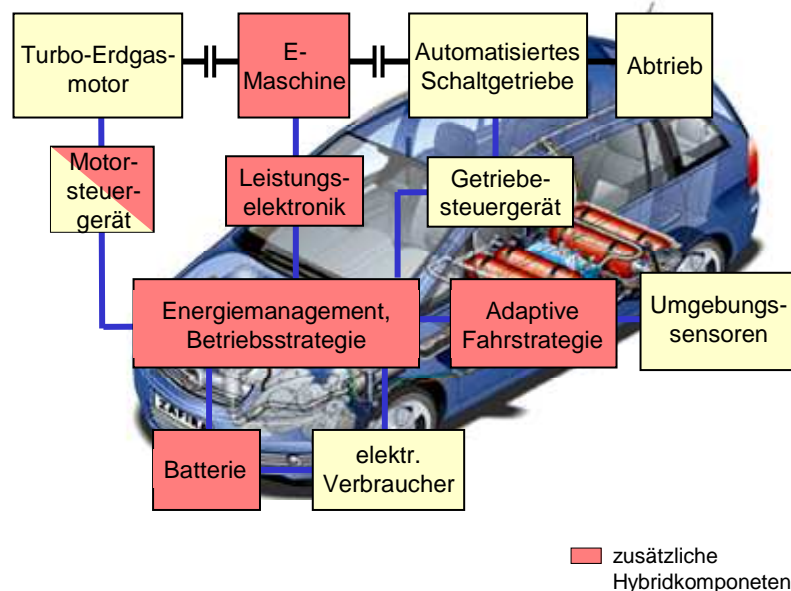 Turbo-Erdgas-
motor
E-
Maschine
Automatisiertes
Schaltgetriebe
Abtrieb
Motor-
steuer-
gerät
Leistungs-
elektronik
Getriebe-
steuergerät
Energiemanagement,
Betriebsstrategie
Adaptive
Fahrstrategie
Umgebungs-
sensoren
Batterie
elektr.
Verbraucher
zusätzliche
Hybridkomponeten